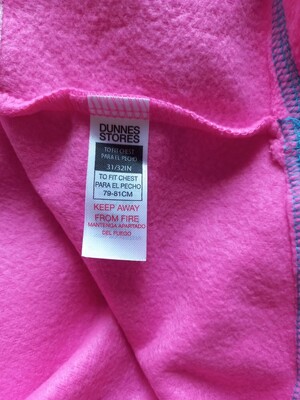 DUNNES
STORES
TO FIT CHEST
PARA EL PECHO
31/32IN
TO FIT CHEST
PARA EL PECHO
79-81CM
KEEP AWAY
FROM FIRE
MANTENGA APARTADO
DEL FUEGO